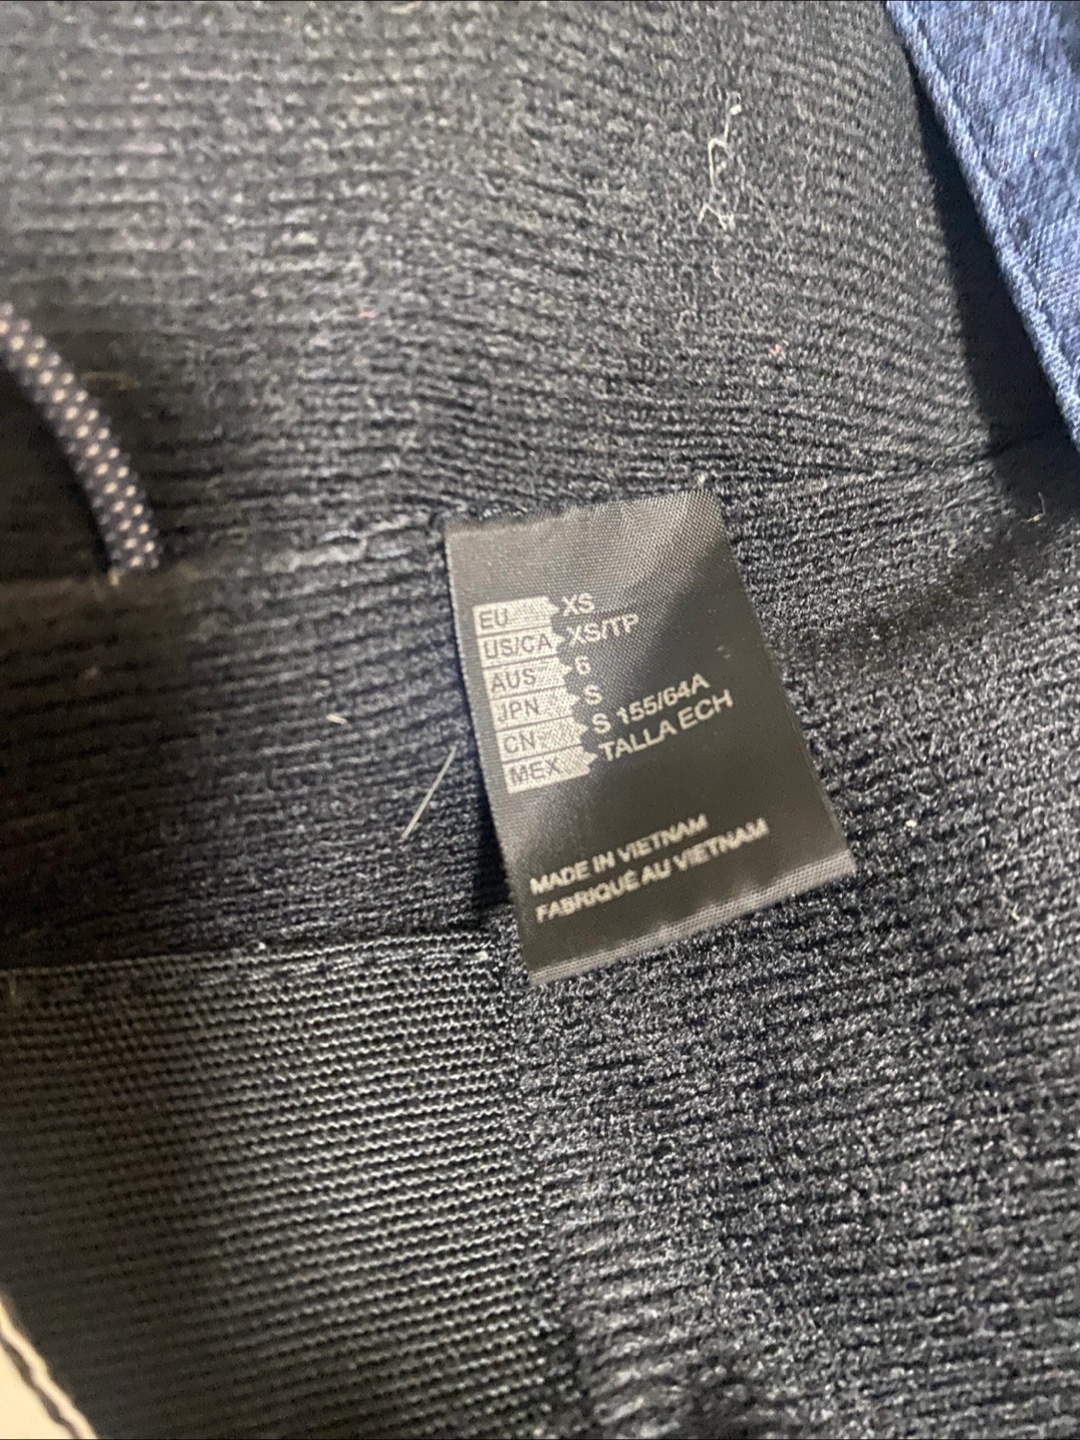 EU XS
US/CA XS/TP
AUS 6
JPN S
CN S 155/64A
MEX TALLA ECH
MADE IN VIETNAM
FABRIQUÉ AU VIETNAM